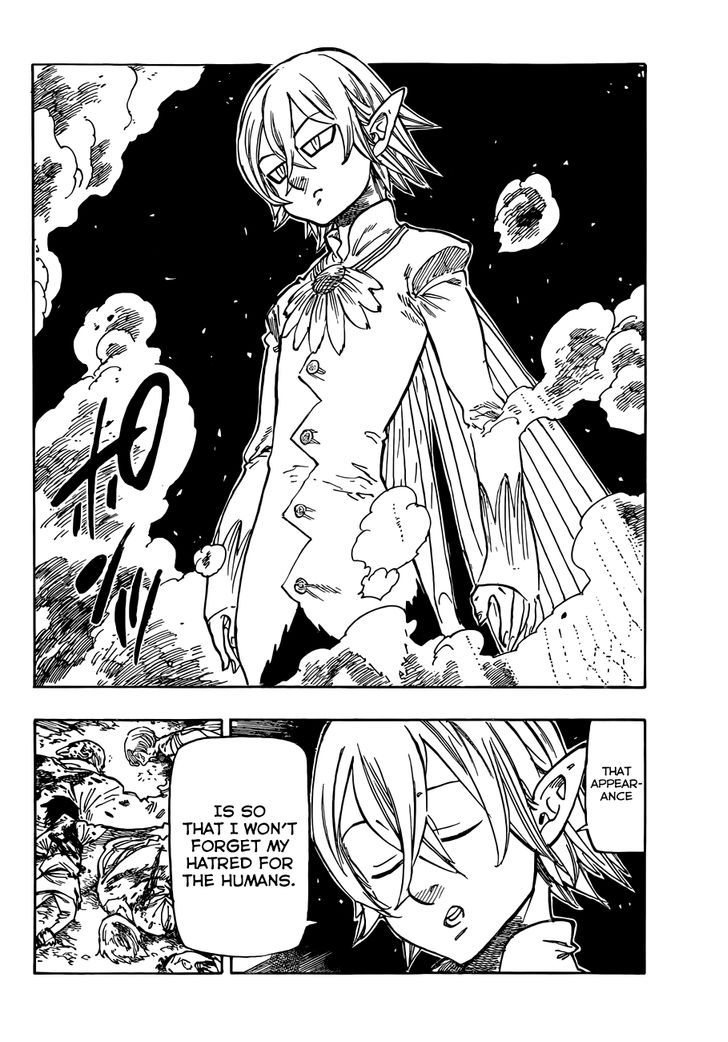 THAT
APPEAR-
ANCE
IS SO
THAT I WON'T
FORGET MY
HATRED FOR
THE HUMANS.